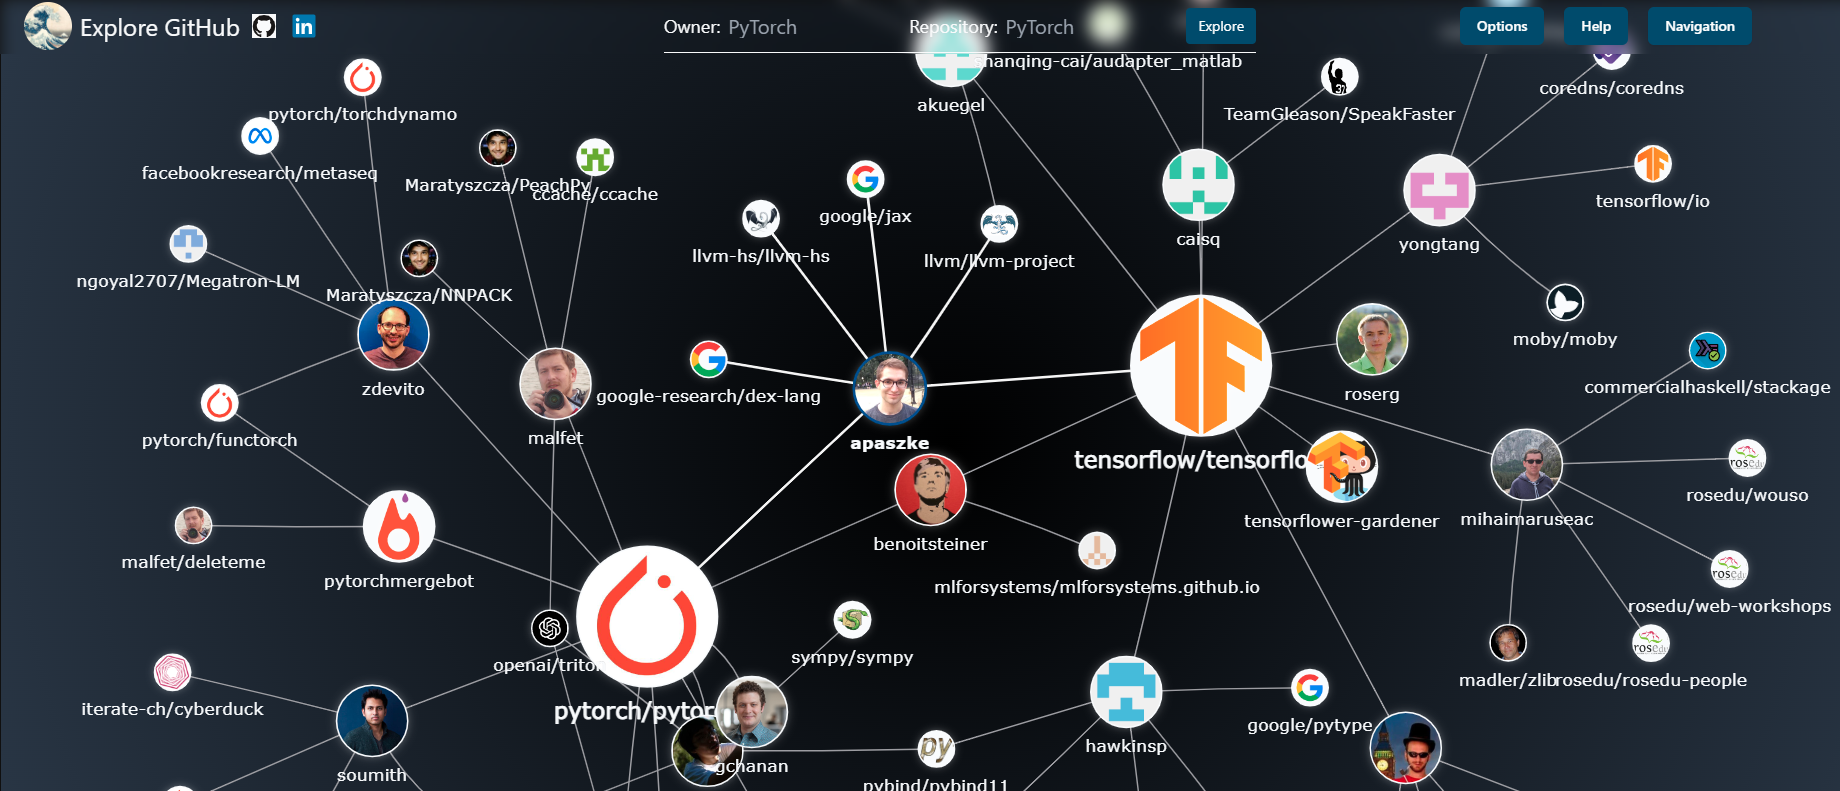 Explore GitHub
in
Owner: PyTorch
Repository: PyTorch
Explore
Options
Help
Navigation
shanqing-cai/audapter_matlab
akuegel
coredns/coredns
pytorch/torchdynamo
TeamGleason/SpeakFaster
facebookresearch/metaseq
Maratyszcza/PeachPy
ccache/ccache
google/jax
tensorflow/io
caisq
yongtang
llvm-hs/llvm-hs
llvm/llvm-project
ngoyal2707/Megatron-LM
Maratyszcza/NNPACK
moby/moby
zdevito
google-research/dex-lang
roserg
commercialhaskell/stackage
pytorch/functorch
malfet
apaszke
tensorflow/tensorflo
rosedu/wouso
tensorflower-gardener
mihaimaruseac
benoitsteiner
malfet/deleteme
pytorchmergebot
mlforsystems/mlforsystems.github.io
rosedu/web-workshops
openai/triton
sympy/sympy
madler/zlib
rosedu/rosedu-people
iterate-ch/cyberduck
pytorch/pytor
google/pytype
hawkinsp
py
gchanan
soumith
pybind/pybind11